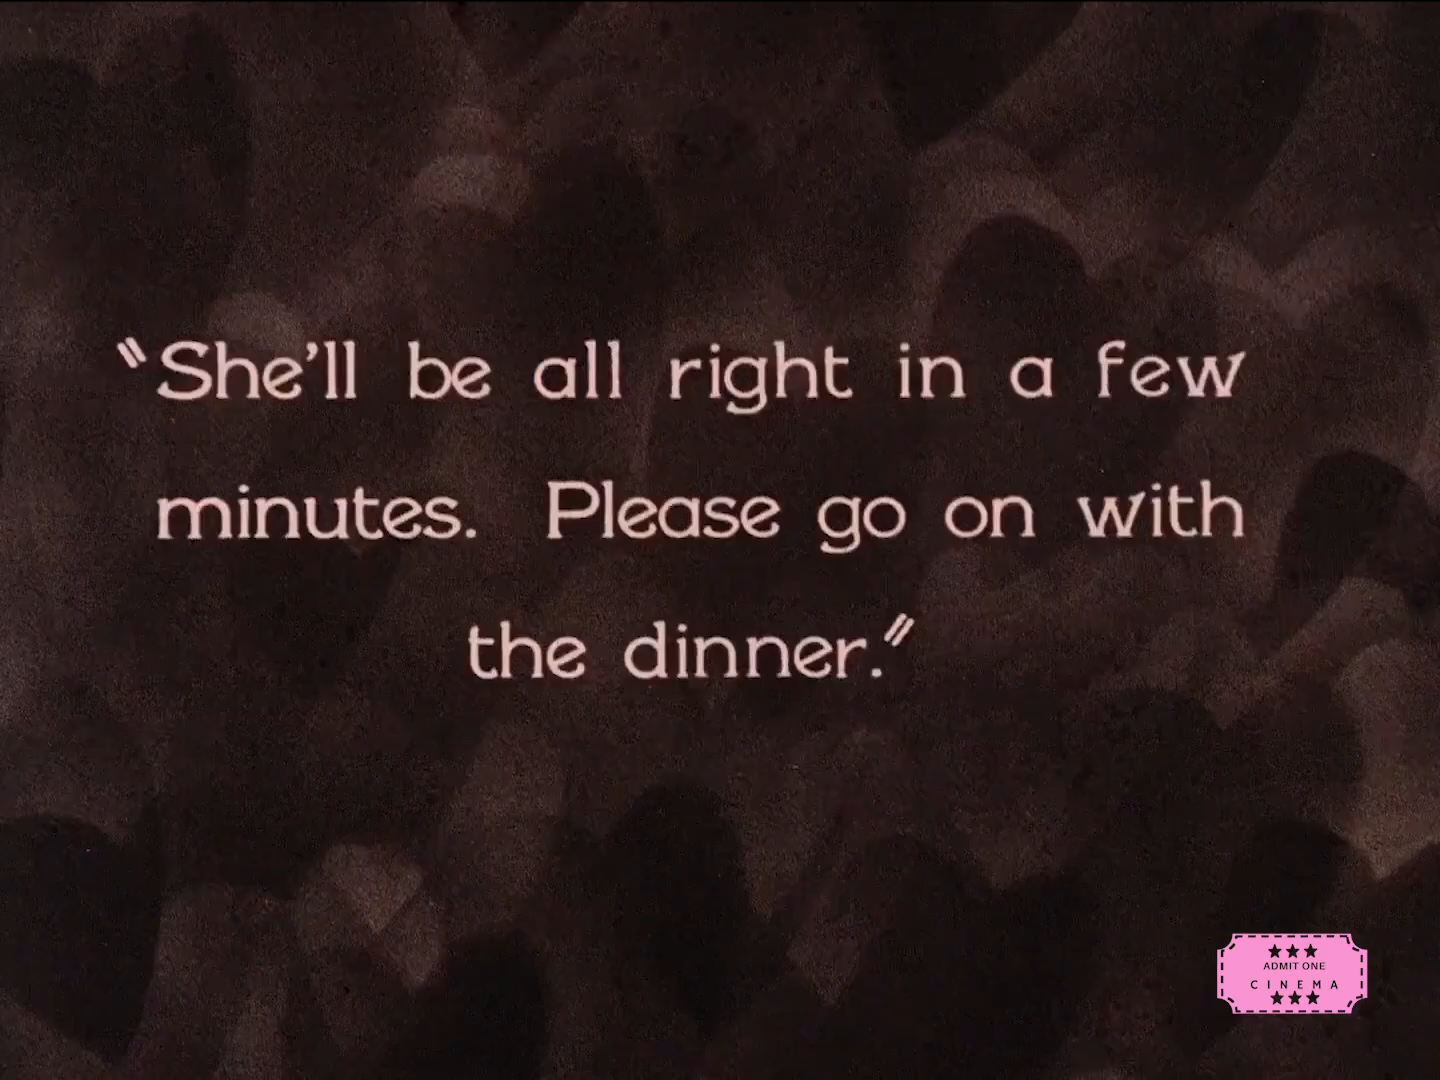 “She’ll be all right in a few
minutes. Please go on with
the dinner.”
ADMIT ONE
CINEMA